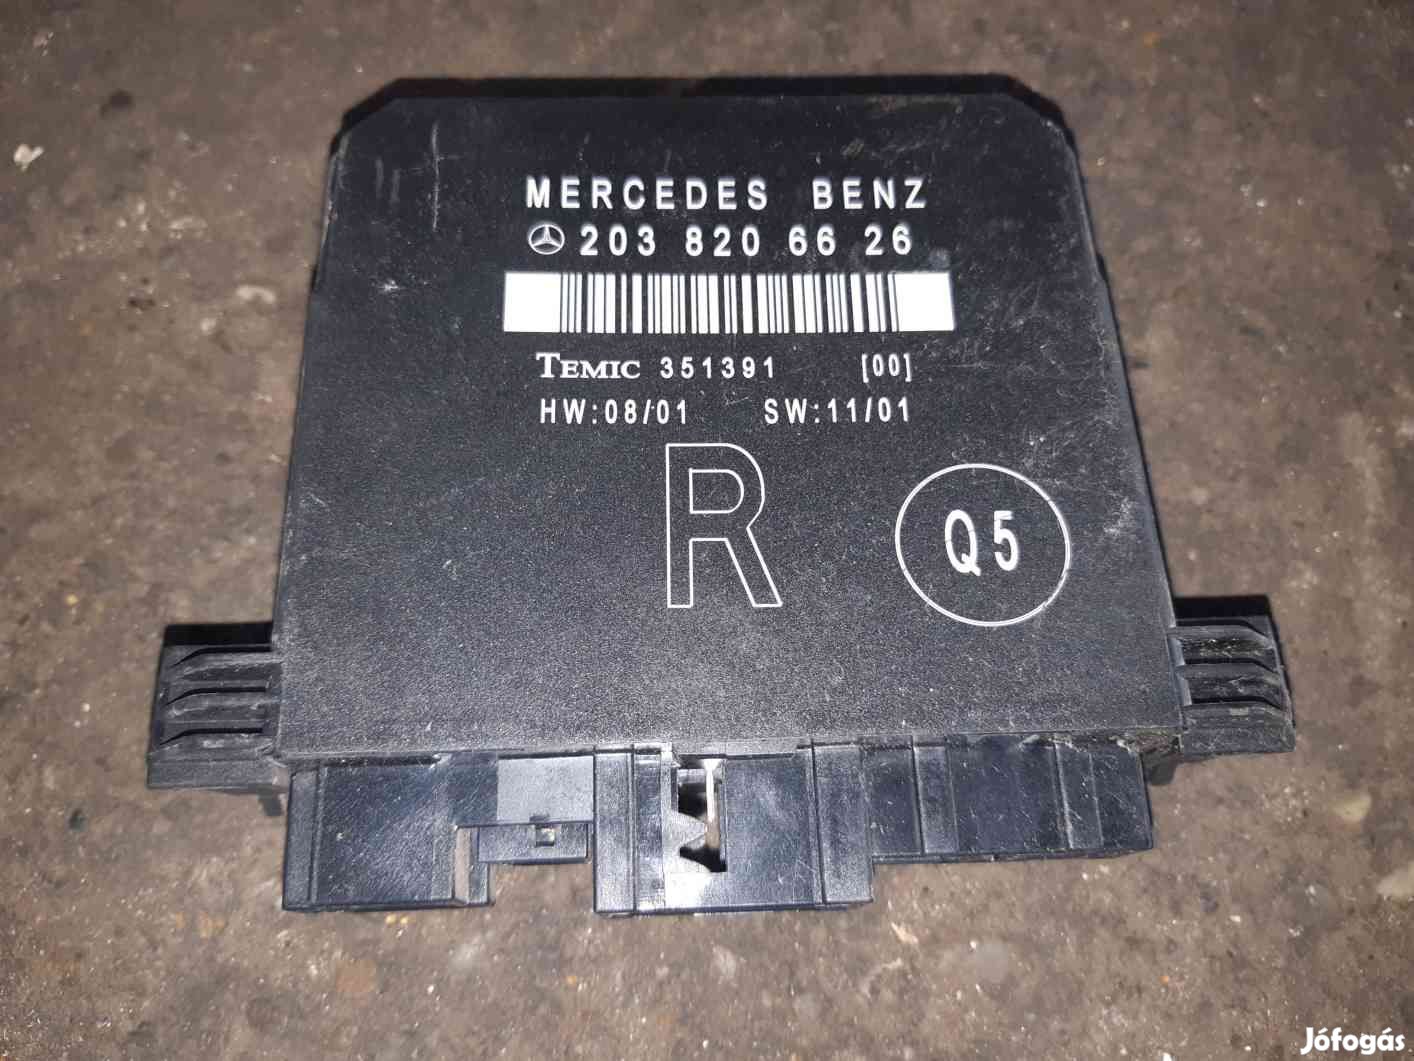 MERCEDES BENZ
203 820 66 26
TEMIC 351391 [00]
HW:08/01 SW:11/01
R
Q5
Jófogás